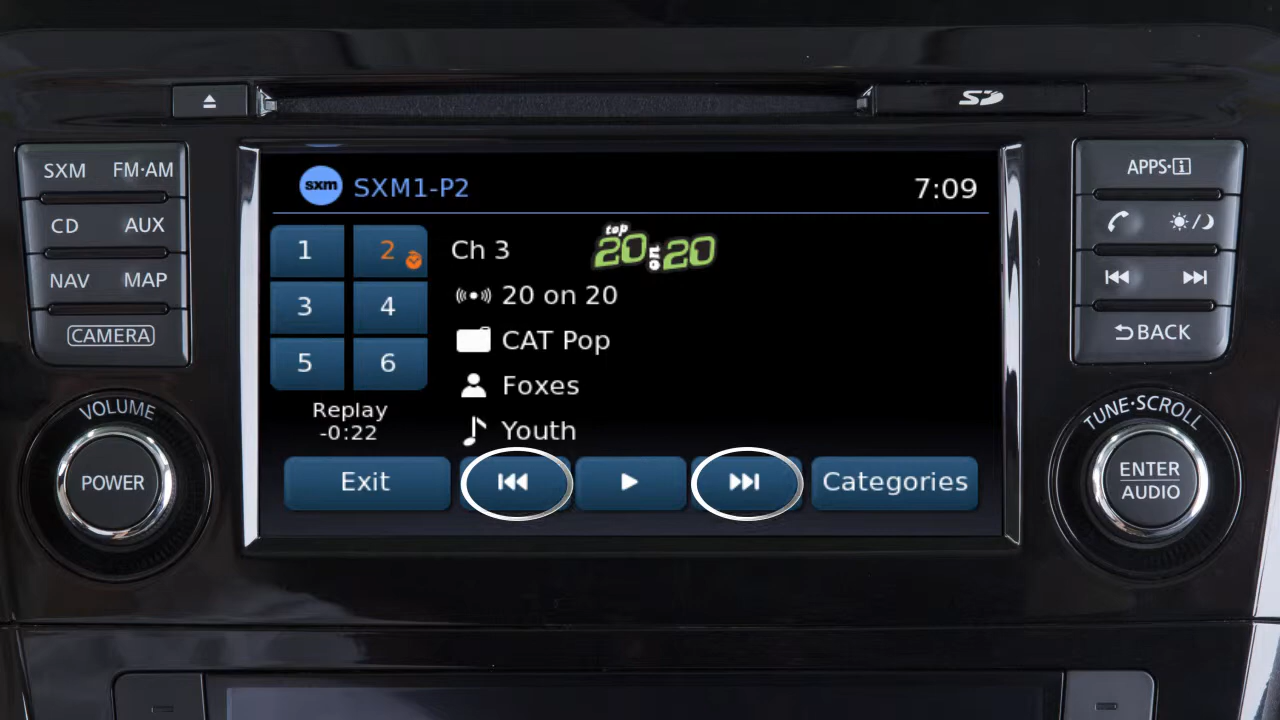 SD
SXM FM·AM
CD AUX
NAV MAP
CAMERA
VOLUME
POWER
sxm SXM1-P2 7:09
1 2
3 4
5 6
Replay
-0:22
Ch 3
top 20 on 20
20 on 20
CAT Pop
Foxes
Youth
Exit
Categories
APPS·i
BACK
TUNE·SCROLL
ENTER
AUDIO